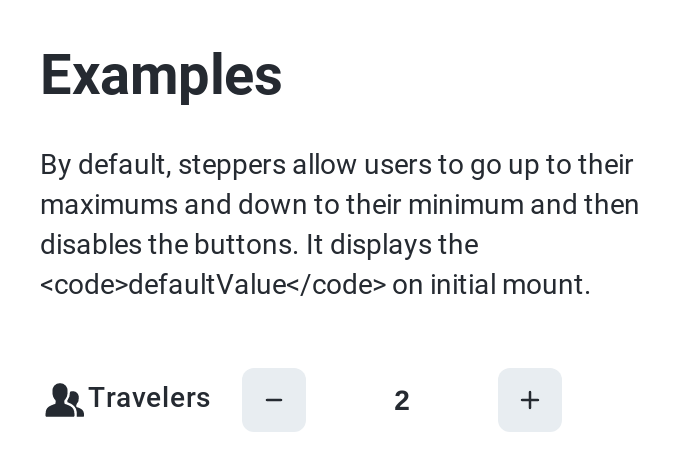 Examples
By default, steppers allow users to go up to their
maximums and down to their minimum and then
disables the buttons. It displays the
<code>defaultValue</code> on initial mount.
Travelers − 2 +